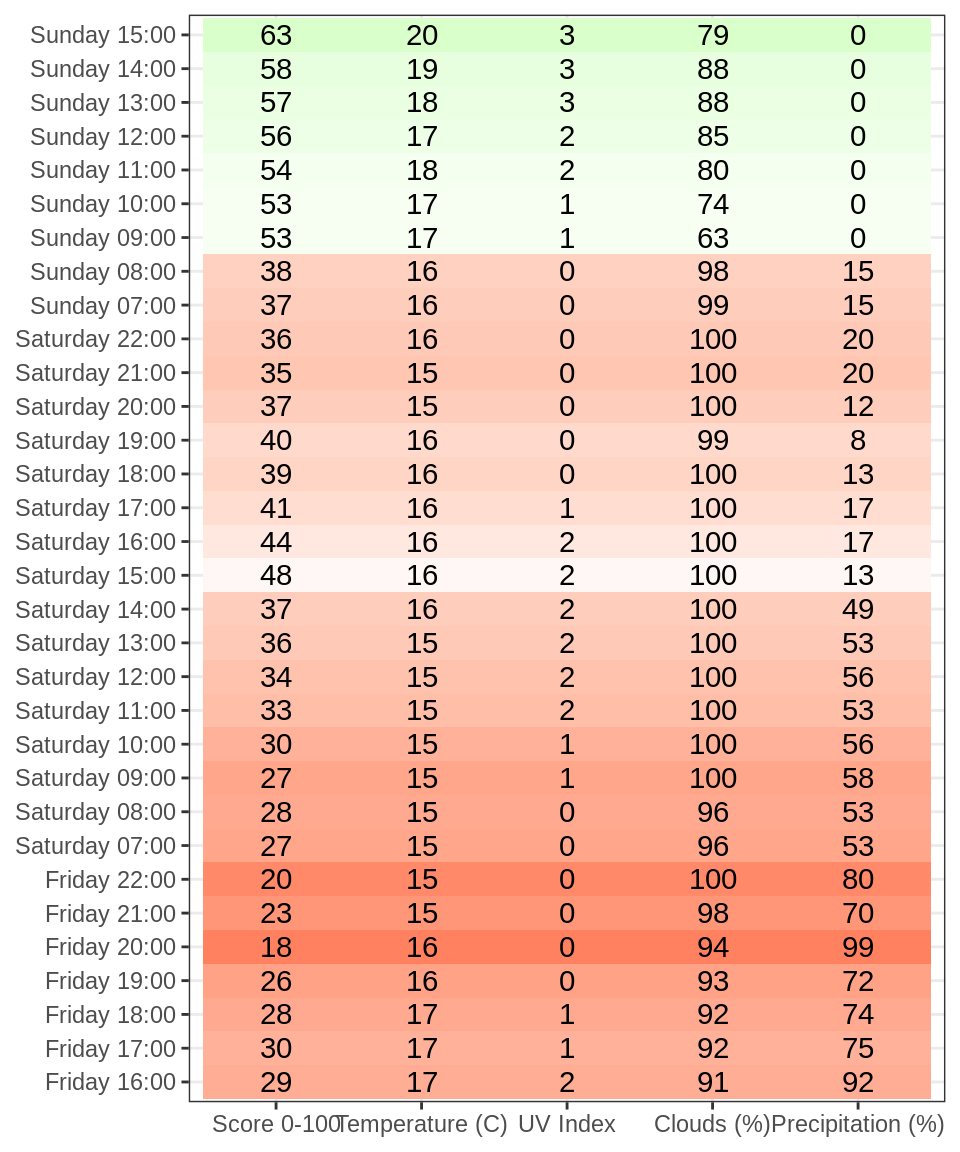 Sunday 15:00 63 20 3 79 0
Sunday 14:00 58 19 3 88 0
Sunday 13:00 57 18 3 88 0
Sunday 12:00 56 17 2 85 0
Sunday 11:00 54 18 2 80 0
Sunday 10:00 53 17 1 74 0
Sunday 09:00 53 17 1 63 0
Sunday 08:00 38 16 0 98 15
Sunday 07:00 37 16 0 99 15
Saturday 22:00 36 16 0 100 20
Saturday 21:00 35 15 0 100 20
Saturday 20:00 37 15 0 100 12
Saturday 19:00 40 16 0 99 8
Saturday 18:00 39 16 0 100 13
Saturday 17:00 41 16 1 100 17
Saturday 16:00 44 16 2 100 17
Saturday 15:00 48 16 2 100 13
Saturday 14:00 37 16 2 100 49
Saturday 13:00 36 15 2 100 53
Saturday 12:00 34 15 2 100 56
Saturday 11:00 33 15 2 100 53
Saturday 10:00 30 15 1 100 56
Saturday 09:00 27 15 1 100 58
Saturday 08:00 28 15 0 96 53
Saturday 07:00 27 15 0 96 53
Friday 22:00 20 15 0 100 80
Friday 21:00 23 15 0 98 70
Friday 20:00 18 16 0 94 99
Friday 19:00 26 16 0 93 72
Friday 18:00 28 17 1 92 74
Friday 17:00 30 17 1 92 75
Friday 16:00 29 17 2 91 92
Score 0-100 Temperature (C) UV Index Clouds (%) Precipitation (%)